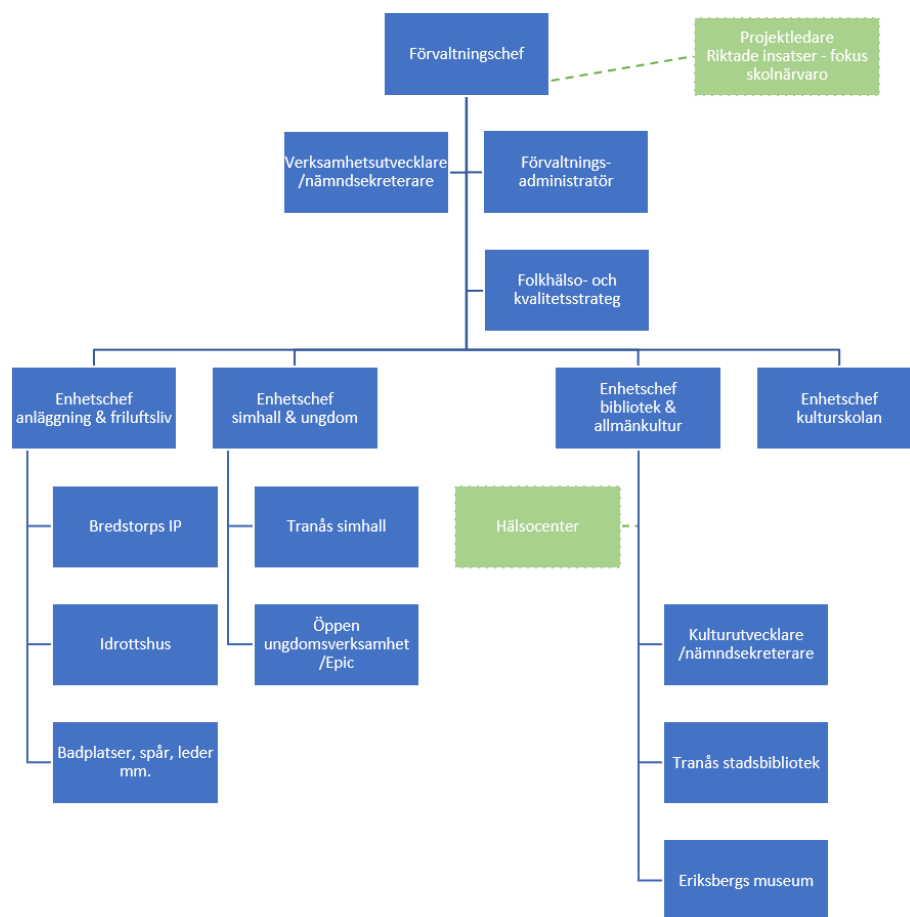 Förvaltningschef
Projektledare
Riktade insatser - fokus
skolnärvaro
Verksamhetsutvecklare
/nämndsekreterare
Förvaltnings-
administratör
Folkhälso- och
kvalitetsstrateg
Enhetschef
anläggning & friluftsliv
Enhetschef
simhall & ungdom
Enhetschef
bibliotek &
allmänkultur
Enhetschef
kulturskolan
Bredstorps IP
Tranås simhall
Hälsocenter
Idrottshus
Öppen
ungdomsverksamhet
/Epic
Kulturutvecklare
/nämndsekreterare
Badplatser, spår, leder
mm.
Tranås stadsbibliotek
Eriksbergs museum